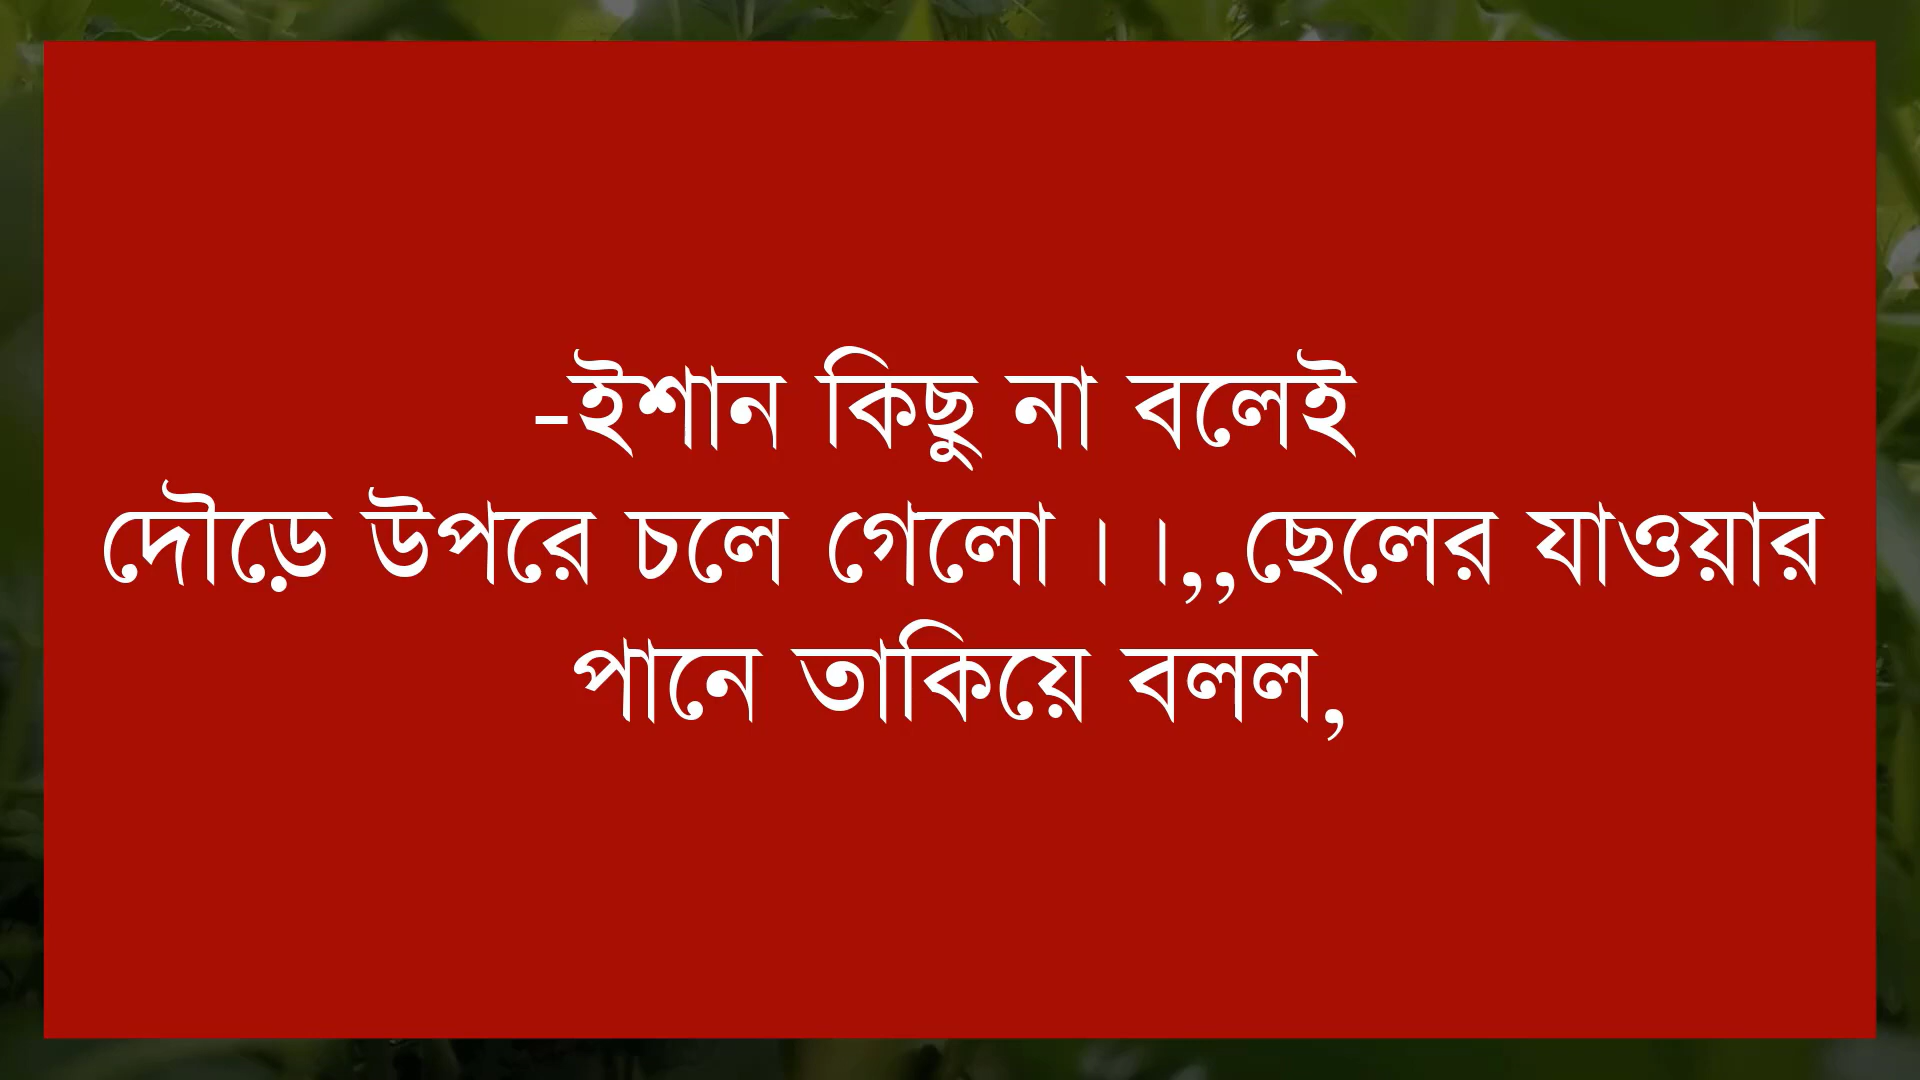 -ইশান কিছু না বলেই
দৌড়ে উপরে চলে গেলো।।,,ছেলের যাওয়ার
পানে তাকিয়ে বলল,